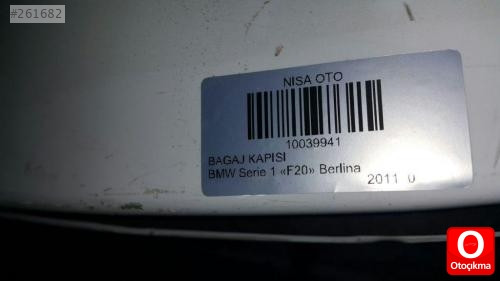 #261682
NISA OTO
10039941
BAGAJ KAPISI
BMW Serie 1 «F20» Berlina
2011 0
Otoçıkma